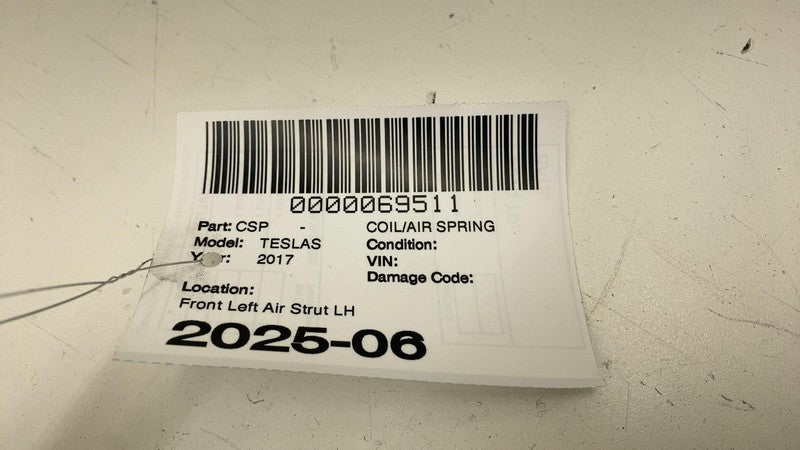 0000069511
Part: CSP - COIL/AIR SPRING
Model: TESLAS Condition:
Year: 2017 VIN:
Damage Code:
Location:
Front Left Air Strut LH
2025-06